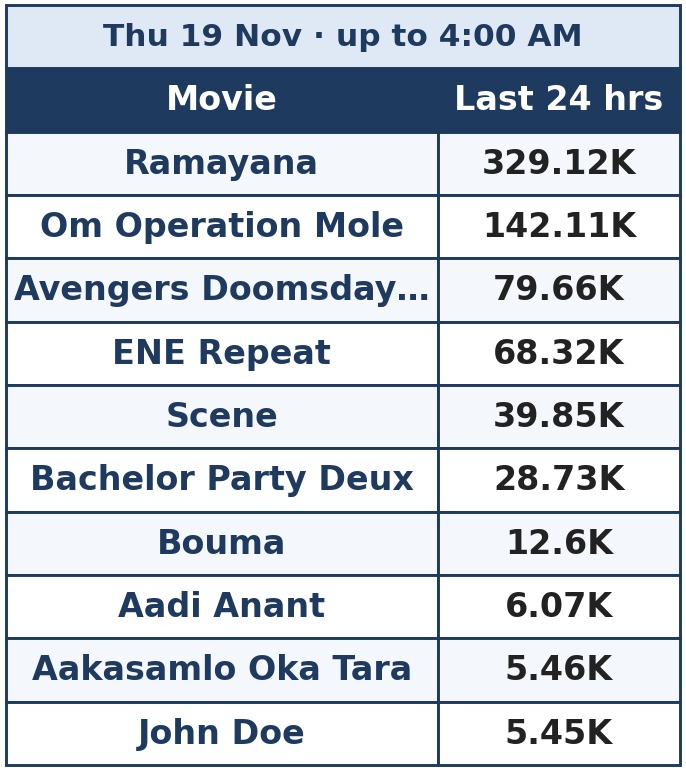 Thu 19 Nov · up to 4:00 AM
Movie Last 24 hrs
Ramayana 329.12K
Om Operation Mole 142.11K
Avengers Doomsday... 79.66K
ENE Repeat 68.32K
Scene 39.85K
Bachelor Party Deux 28.73K
Bouma 12.6K
Aadi Anant 6.07K
Aakasamlo Oka Tara 5.46K
John Doe 5.45K